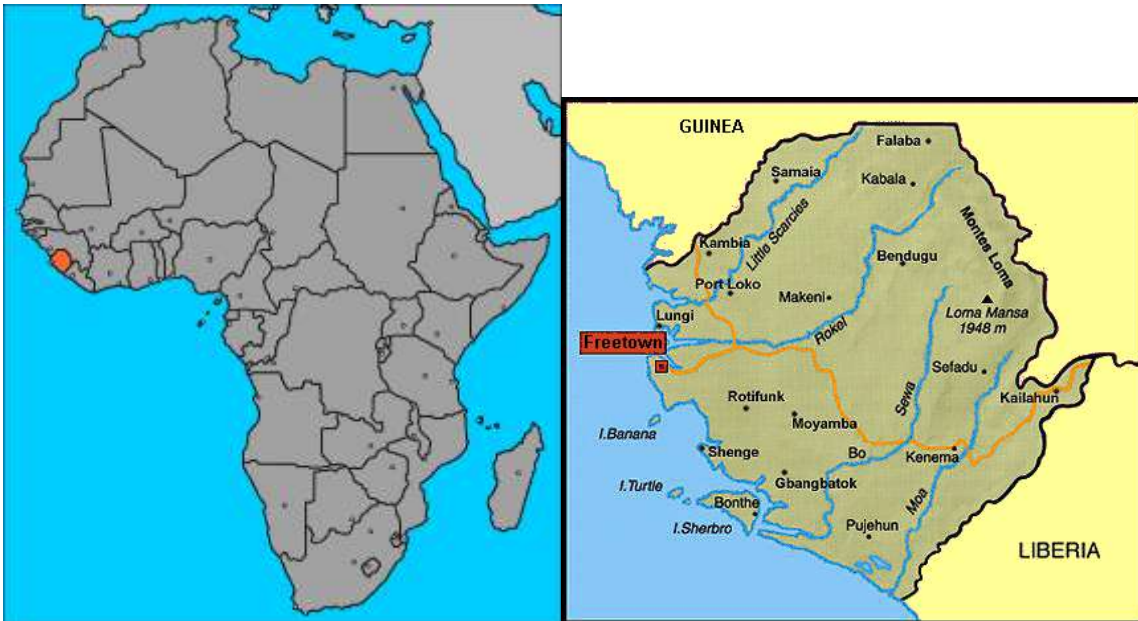 GUINEA
Falaba
Samaia
Kabala
Little Scarcies
Montes Loma
Kambia
Bendugu
Port Loko
Makeni
Loma Mansa
1948 m
Lungi
Rokel
Freetown
Sefadu
Sewa
Kailahun
Rotifunk
Moyamba
I.Banana
Shenge
Bo
Kenema
Gbangbatok
I.Turtle
Bonthe
Moa
I.Sherbro
Pujehun
LIBERIA